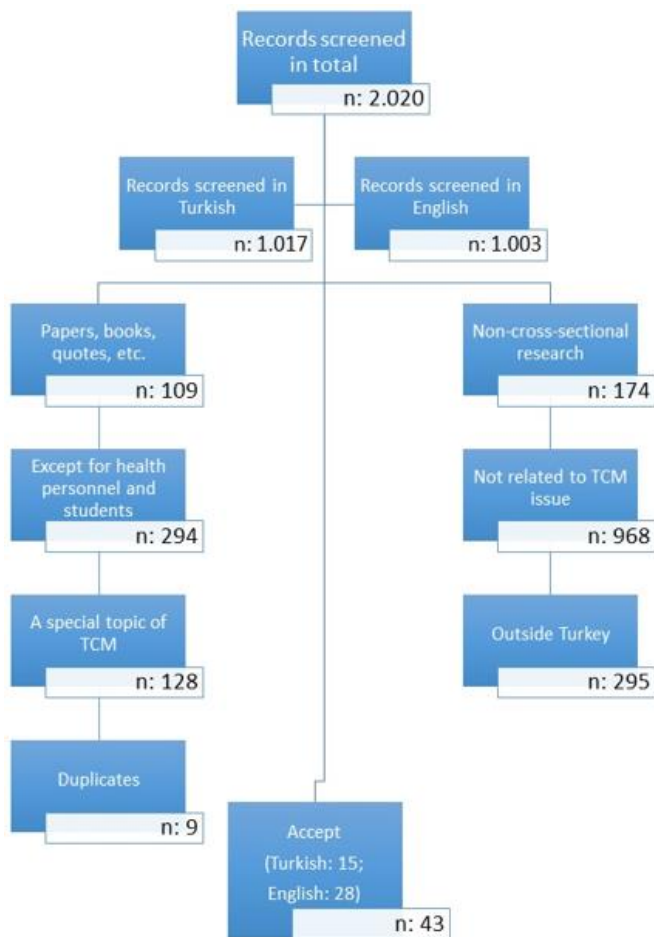 Records screened
in total
n: 2.020
Records screened in
Turkish
n: 1.017
Records screened in
English
n: 1.003
Papers, books,
quotes, etc.
n: 109
Non-cross-sectional
research
n: 174
Except for health
personnel and
students
n: 294
Not related to TCM
issue
n: 968
A special topic of
TCM
n: 128
Outside Turkey
n: 295
Duplicates
n: 9
Accept
(Turkish: 15;
English: 28)
n: 43